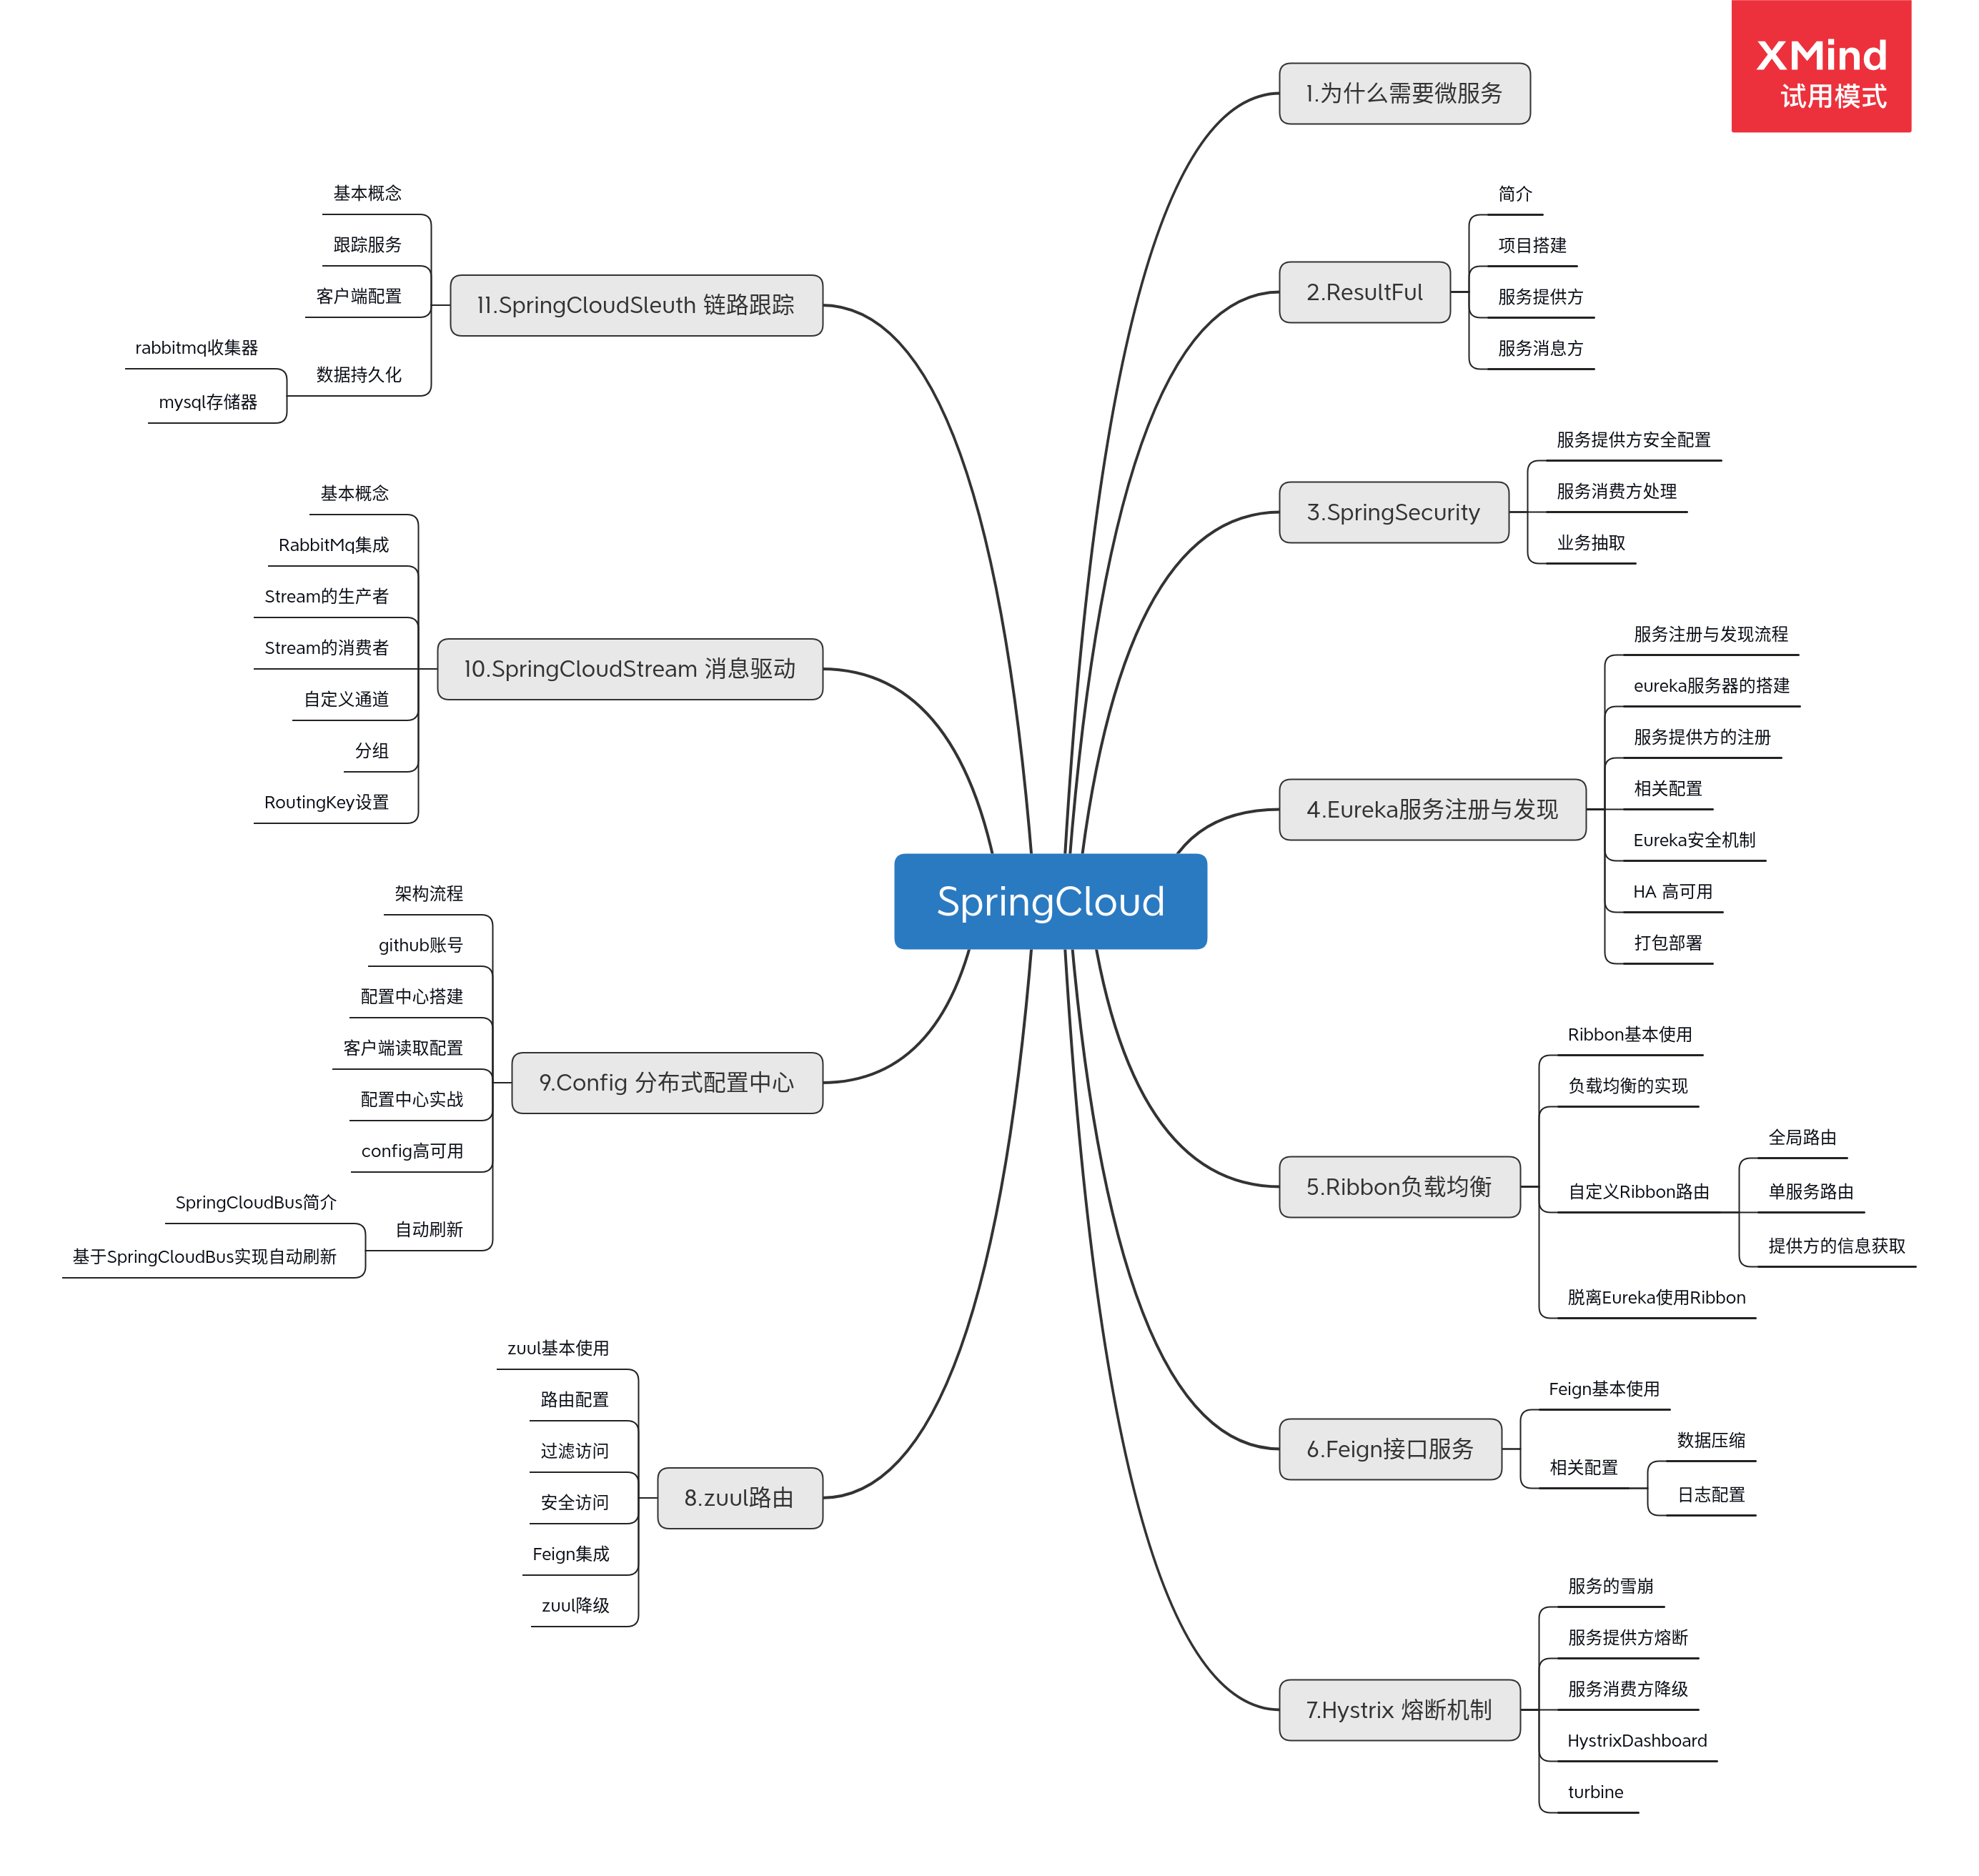 XMind
试用模式
SpringCloud
1.为什么需要微服务
2.ResultFul
简介
项目搭建
服务提供方
服务消息方
3.SpringSecurity
服务提供方安全配置
服务消费方处理
业务抽取
4.Eureka服务注册与发现
服务注册与发现流程
eureka服务器的搭建
服务提供方的注册
相关配置
Eureka安全机制
HA 高可用
打包部署
5.Ribbon负载均衡
Ribbon基本使用
负载均衡的实现
自定义Ribbon路由
全局路由
单服务路由
提供方的信息获取
脱离Eureka使用Ribbon
6.Feign接口服务
Feign基本使用
相关配置
数据压缩
日志配置
7.Hystrix 熔断机制
服务的雪崩
服务提供方熔断
服务消费方降级
HystrixDashboard
turbine
8.zuul路由
zuul基本使用
路由配置
过滤访问
安全访问
Feign集成
zuul降级
9.Config 分布式配置中心
架构流程
github账号
配置中心搭建
客户端读取配置
配置中心实战
config高可用
自动刷新
SpringCloudBus简介
基于SpringCloudBus实现自动刷新
10.SpringCloudStream 消息驱动
基本概念
RabbitMq集成
Stream的生产者
Stream的消费者
自定义通道
分组
RoutingKey设置
11.SpringCloudSleuth 链路跟踪
基本概念
跟踪服务
客户端配置
数据持久化
rabbitmq收集器
mysql存储器